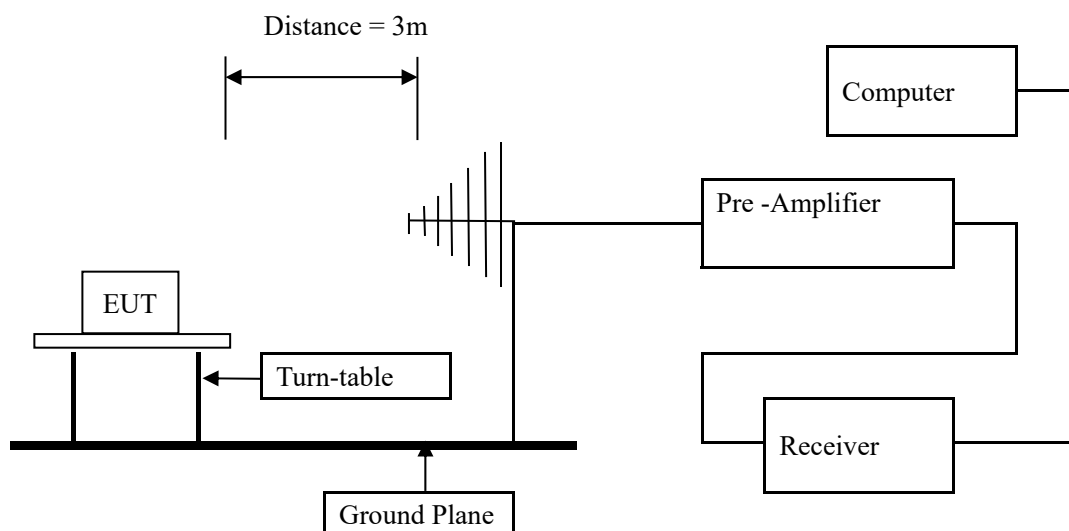 Distance = 3m
Computer
Pre -Amplifier
EUT
Turn-table
Receiver
Ground Plane